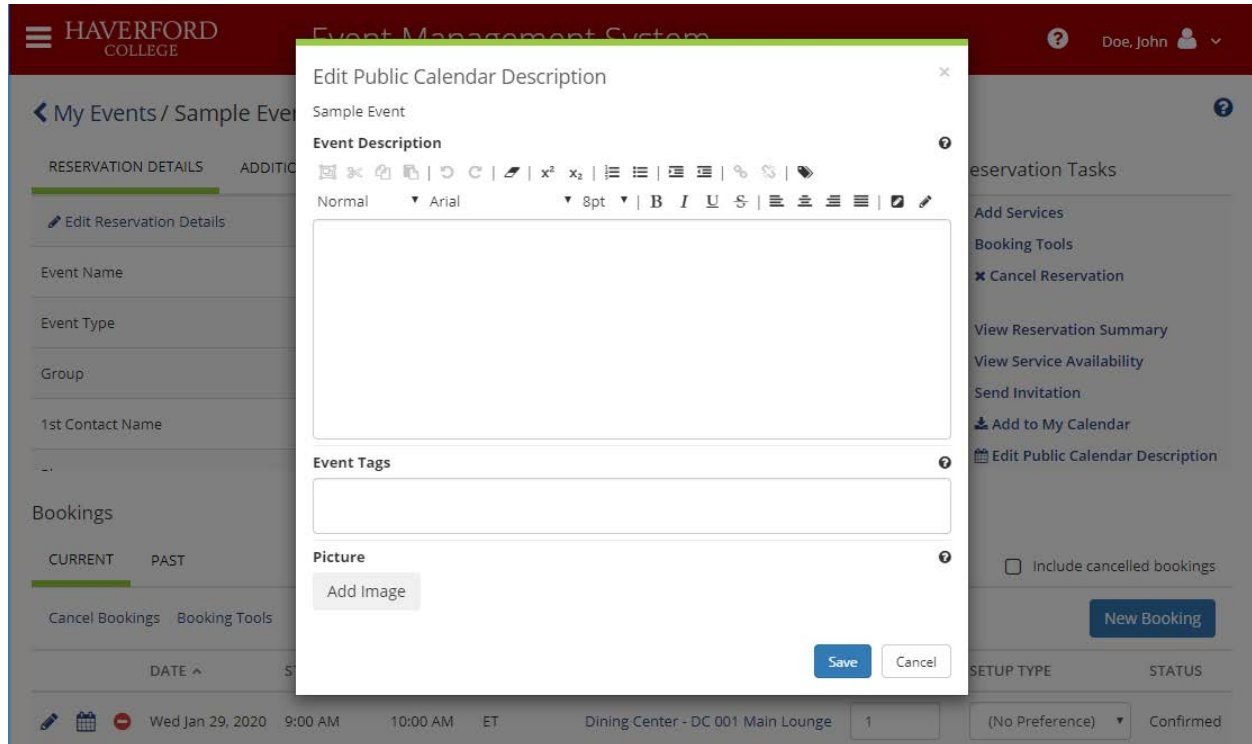 HAVERFORD
COLLEGE
Event Management System
Doe, John
My Events / Sample Eve
RESERVATION DETAILS ADDITIO
Edit Reservation Details
Event Name
Event Type
Group
1st Contact Name
Bookings
CURRENT PAST
Cancel Bookings Booking Tools
Edit Public Calendar Description
Sample Event
Event Description
x² x₂
Normal Arial 8pt B I U S
Event Tags
Picture
Add Image
Save Cancel
eservation Tasks
Add Services
Booking Tools
Cancel Reservation
View Reservation Summary
View Service Availability
Send Invitation
Add to My Calendar
Edit Public Calendar Description
Include cancelled bookings
New Booking
DATE S SETUP TYPE STATUS
Wed Jan 29, 2020 9:00 AM 10:00 AM ET Dining Center - DC 001 Main Lounge 1 (No Preference) Confirmed